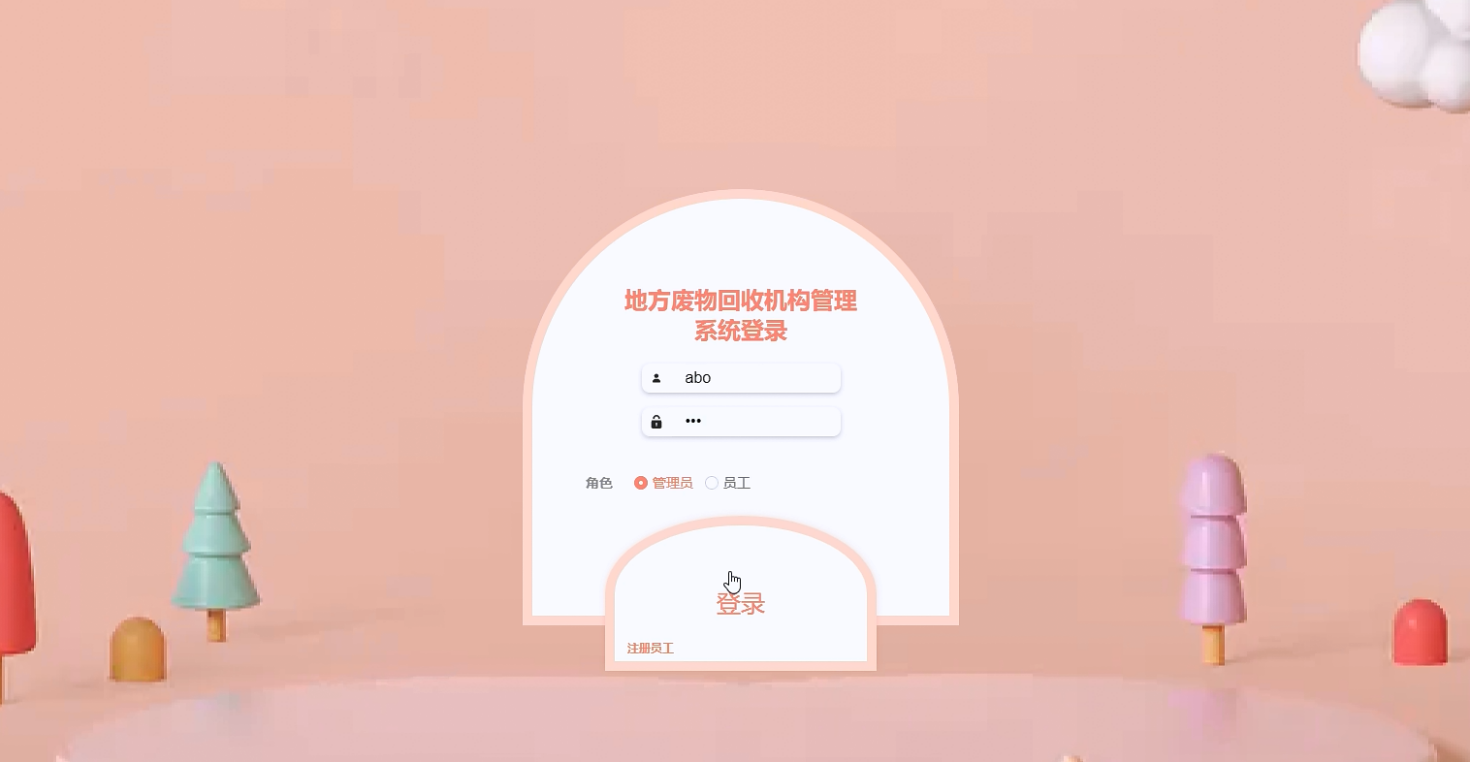 地方废物回收机构管理
系统登录
abo
•••
角色 管理员 员工
登录
注册员工